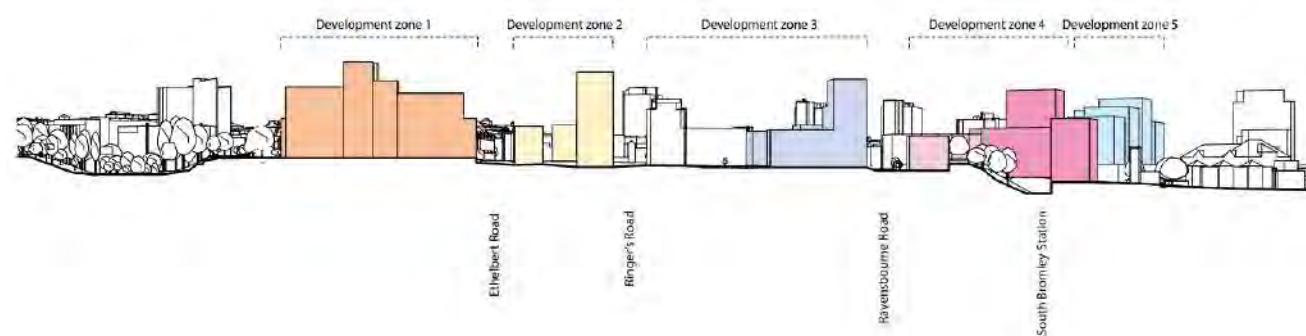 Development zone 1
Development zone 2
Development zone 3
Development zone 4
Development zone 5
Ethelbert Road
Ringer's Road
Ravensbourne Road
South Bromley Station